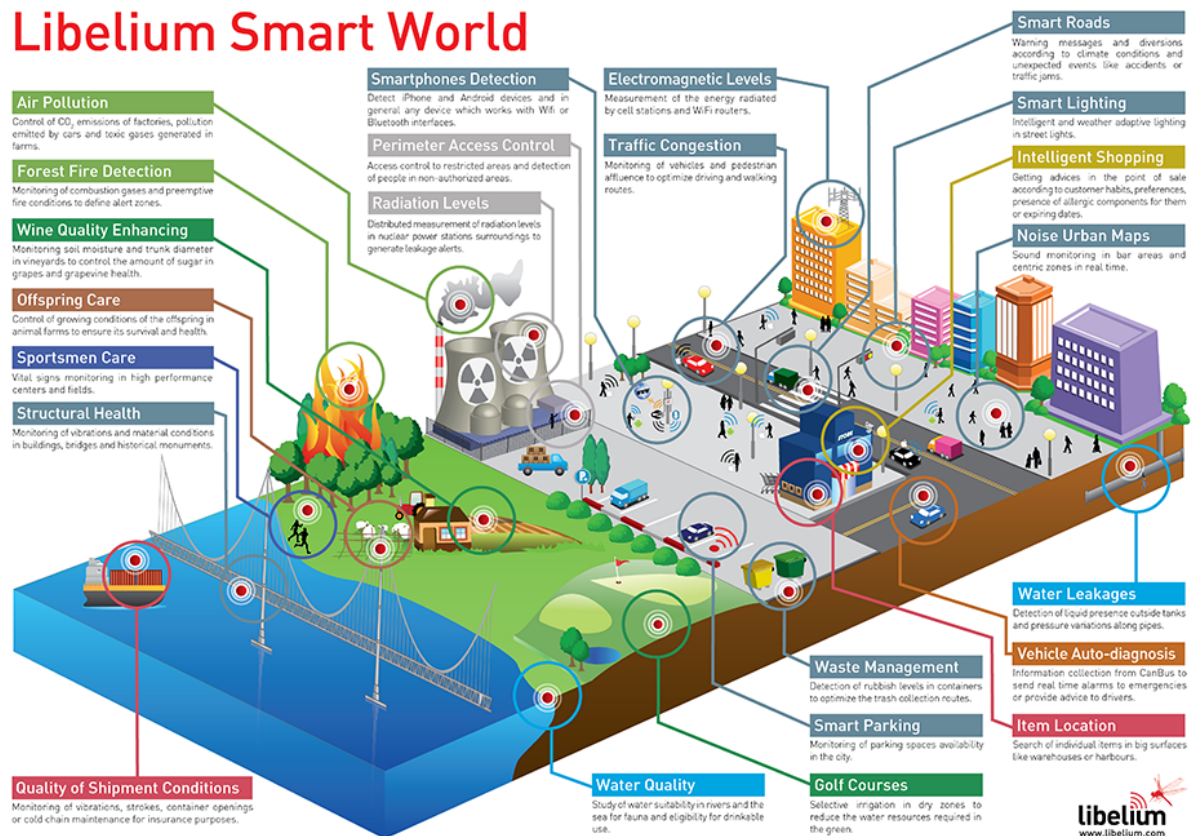 Libelium Smart World
Air Pollution
Control of CO₂ emissions of factories, pollution
emitted by cars and toxic gases generated in
farms.
Forest Fire Detection
Monitoring of combustion gases and preemptive
fire conditions to define alert zones.
Wine Quality Enhancing
Monitoring soil moisture and trunk diameter
in vineyards to control the amount of sugar in
grapes and grapevine health.
Offspring Care
Control of growing conditions of the offspring in
animal farms to ensure its survival and health.
Sportsmen Care
Vital signs monitoring in high performance
centers and fields.
Structural Health
Monitoring of vibrations and material conditions
in buildings, bridges and historical monuments.
Quality of Shipment Conditions
Monitoring of vibrations, strokes, container openings
or cold chain maintenance for insurance purposes.
Smartphones Detection
Detect iPhone and Android devices and in
general any device which works with Wifi or
Bluetooth interfaces.
Perimeter Access Control
Access control to restricted areas and detection
of people in non-authorized areas.
Radiation Levels
Distributed measurement of radiation levels
in nuclear power stations surroundings to
generate leakage alerts.
Electromagnetic Levels
Measurement of the energy radiated
by cell stations and WiFi routers.
Traffic Congestion
Monitoring of vehicles and pedestrian
affluence to optimize driving and walking
routes.
Smart Roads
Warning messages and diversions
according to climate conditions and
unexpected events like accidents or
traffic jams.
Smart Lighting
Intelligent and weather adaptive lighting
in street lights.
Intelligent Shopping
Getting advices in the point of sale
according to customer habits, preferences,
presence of allergic components for them
or expiring dates.
Noise Urban Maps
Sound monitoring in bar areas and
centric zones in real time.
STORE
P
Water Leakages
Detection of liquid presence outside tanks
and pressure variations along pipes.
Vehicle Auto-diagnosis
Information collection from CanBus to
send real time alarms to emergencies
or provide advice to drivers.
Item Location
Search of individual items in big surfaces
like warehouses or harbours.
Waste Management
Detection of rubbish levels in containers
to optimize the trash collection routes.
Smart Parking
Monitoring of parking spaces availability
in the city.
Golf Courses
Selective irrigation in dry zones to
reduce the water resources required in
the green.
Water Quality
Study of water suitability in rivers and the
sea for fauna and eligibility for drinkable
use.
libelium
www.libelium.com